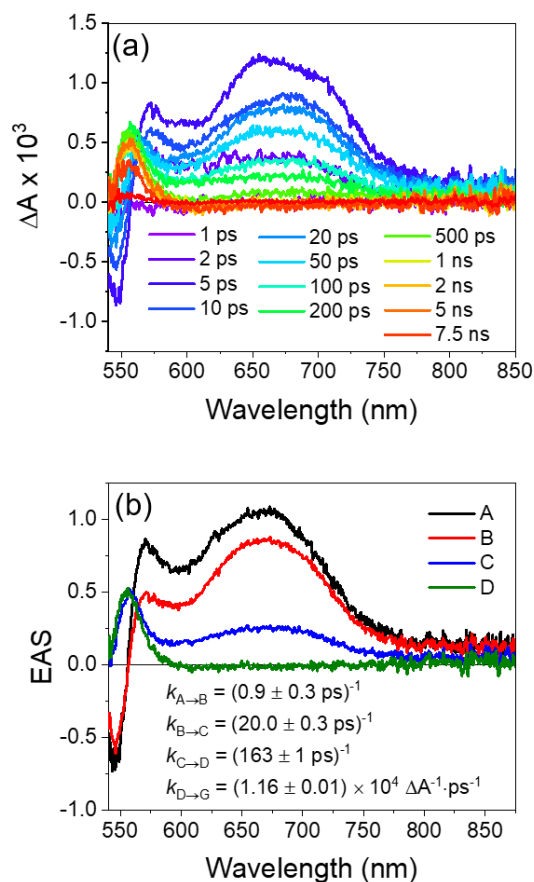 (a)
ΔA x 10³
1.5
1.0
0.5
0.0
-0.5
-1.0
1 ps
2 ps
5 ps
10 ps
20 ps
50 ps
100 ps
200 ps
500 ps
1 ns
2 ns
5 ns
7.5 ns
550 600 650 700 750 800 850
Wavelength (nm)
(b)
EAS
1.0
0.5
0.0
-0.5
-1.0
A
B
C
D
k_A→B = (0.9 ± 0.3 ps)⁻¹
k_B→C = (20.0 ± 0.3 ps)⁻¹
k_C→D = (163 ± 1 ps)⁻¹
k_D→G = (1.16 ± 0.01) × 10⁴ ΔA⁻¹·ps⁻¹
550 600 650 700 750 800 850
Wavelength (nm)